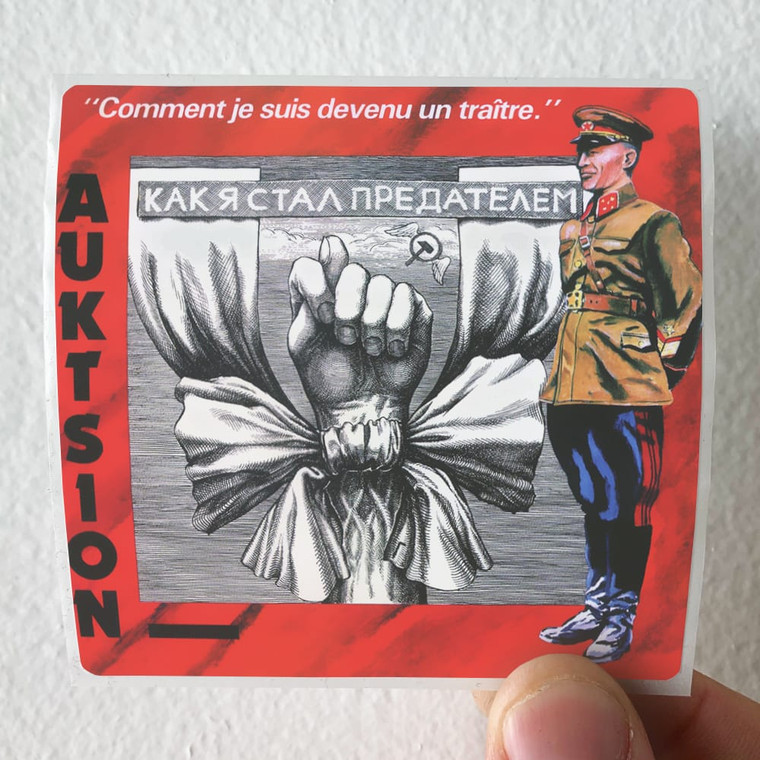 “Comment je suis devenu un traître.”
AUKTSION
КАК Я СТАЛ ПРЕДАТЕЛЕМ